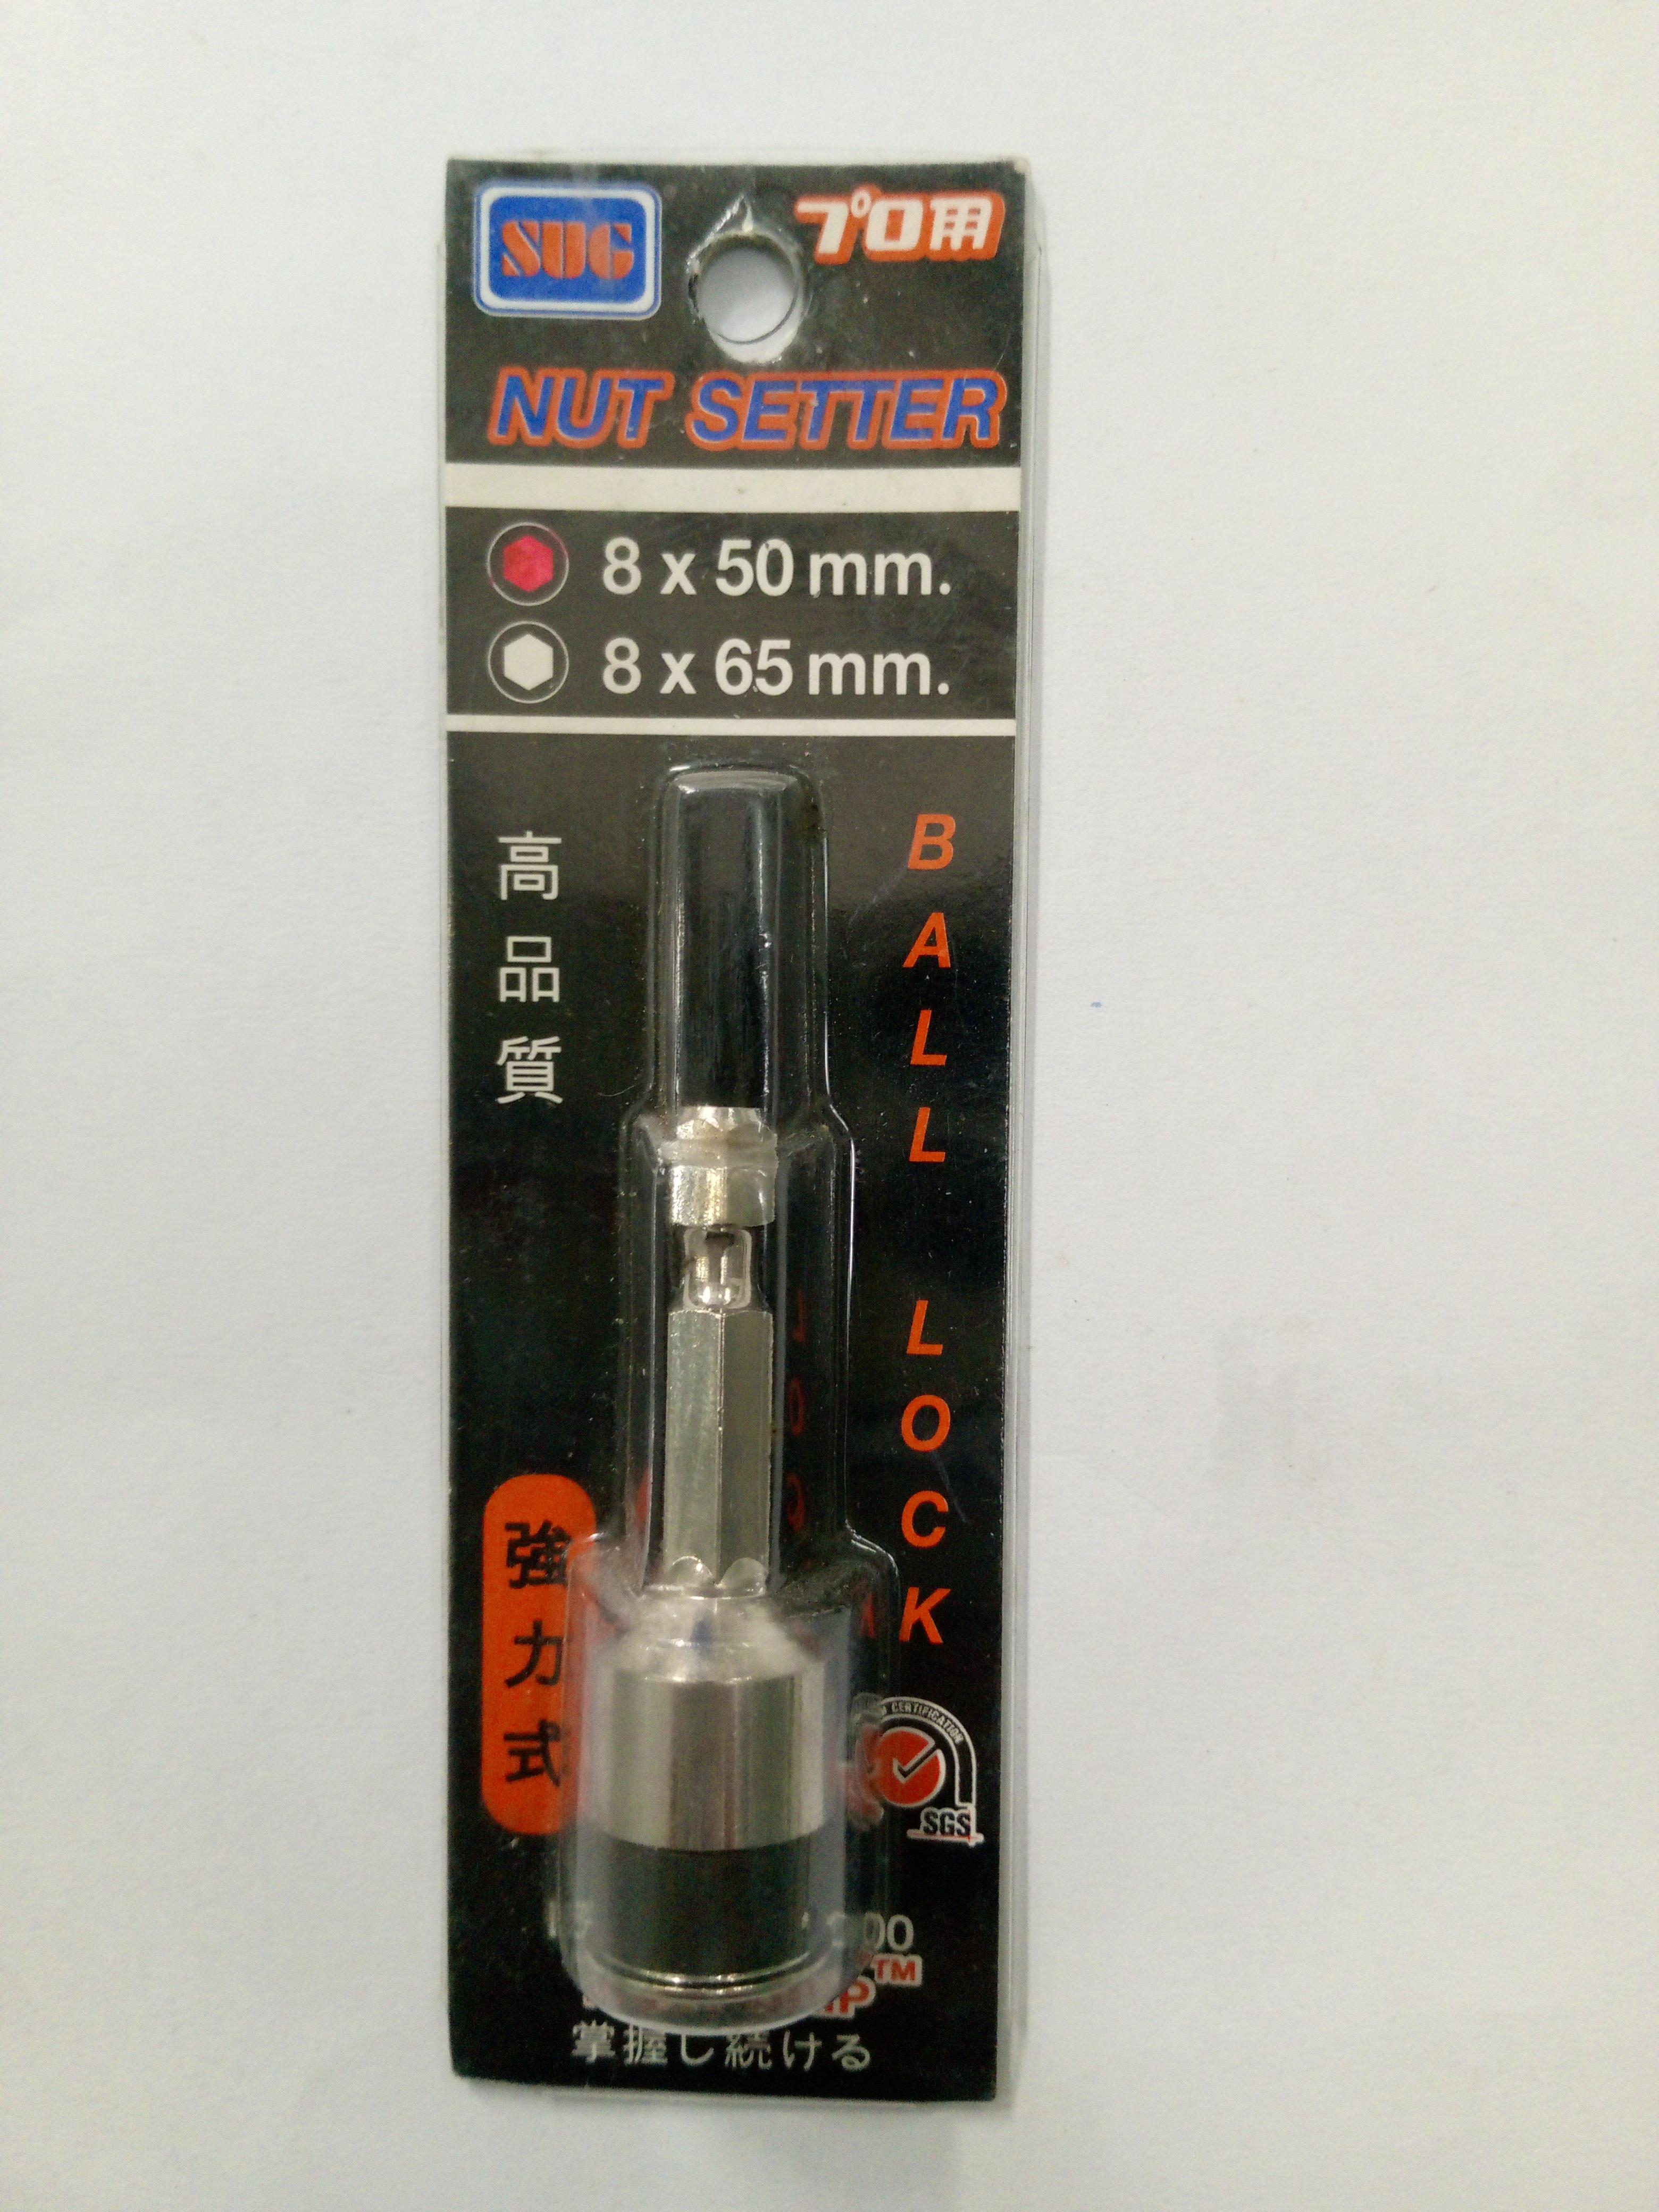 SUG
プロ用
NUT SETTER
8 x 50 mm.
8 x 65 mm.
高品質
BALL LOCK
強力式
CERTIFICATION
SGS
TM
掌握し続ける